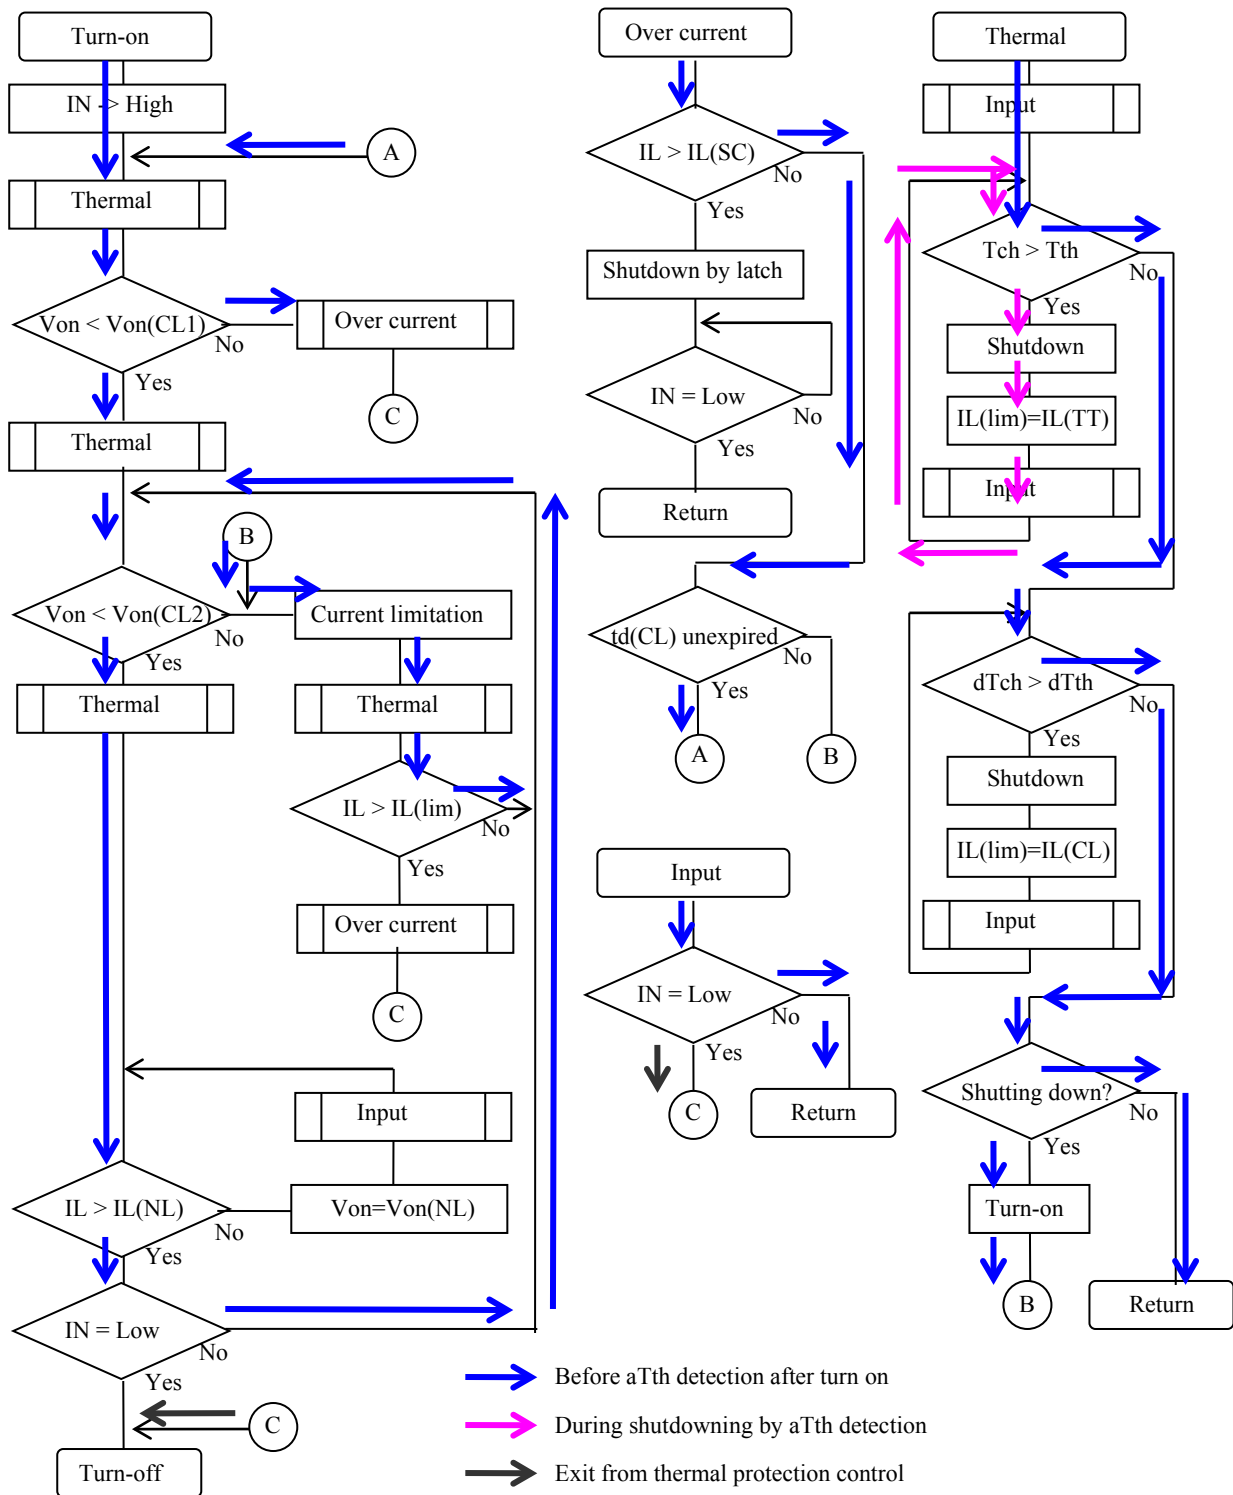 Turn-on
IN -> High
A
Thermal
Von < Von(CL1)
No
Yes
Over current
C
Thermal
B
Von < Von(CL2)
No
Yes
Current limitation
Thermal
Thermal
IL > IL(lim)
No
Yes
Over current
C
Input
Von=Von(NL)
IL > IL(NL)
No
Yes
IN = Low
No
Yes
C
Turn-off
Over current
IL > IL(SC)
No
Yes
Shutdown by latch
IN = Low
No
Yes
Return
td(CL) unexpired
No
Yes
A
B
Input
IN = Low
No
Yes
C
Return
Thermal
Input
Tch > Tth
No
Yes
Shutdown
IL(lim)=IL(TT)
Input
dTch > dTth
No
Yes
Shutdown
IL(lim)=IL(CL)
Input
Shutting down?
No
Yes
Turn-on
B
Return
Before aTth detection after turn on
During shutdowning by aTth detection
Exit from thermal protection control